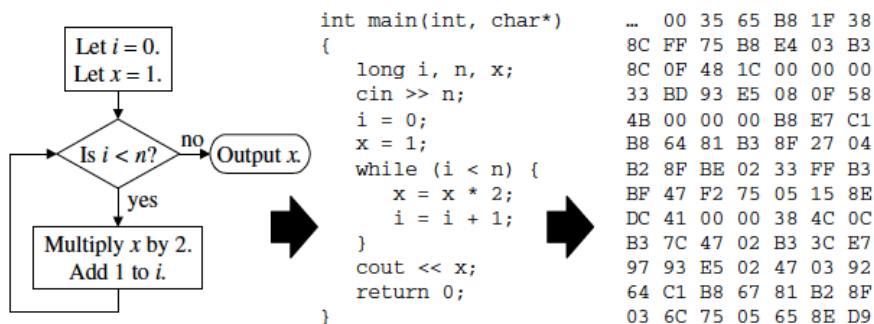 Let i = 0.
Let x = 1.
Is i < n?
no
Output x.
yes
Multiply x by 2.
Add 1 to i.
int main(int, char*)
{
long i, n, x;
cin >> n;
i = 0;
x = 1;
while (i < n) {
x = x * 2;
i = i + 1;
}
cout << x;
return 0;
}
… 00 35 65 B8 1F 38
8C FF 75 B8 E4 03 B3
8C 0F 48 1C 00 00 00
33 BD 93 E5 08 0F 58
4B 00 00 00 B8 E7 C1
B8 64 81 B3 8F 27 04
B2 8F BE 02 33 FF B3
BF 47 F2 75 05 15 8E
DC 41 00 00 38 4C 0C
B3 7C 47 02 B3 3C E7
97 93 E5 02 47 03 92
64 C1 B8 67 81 B2 8F
03 6C 75 05 65 8E D9